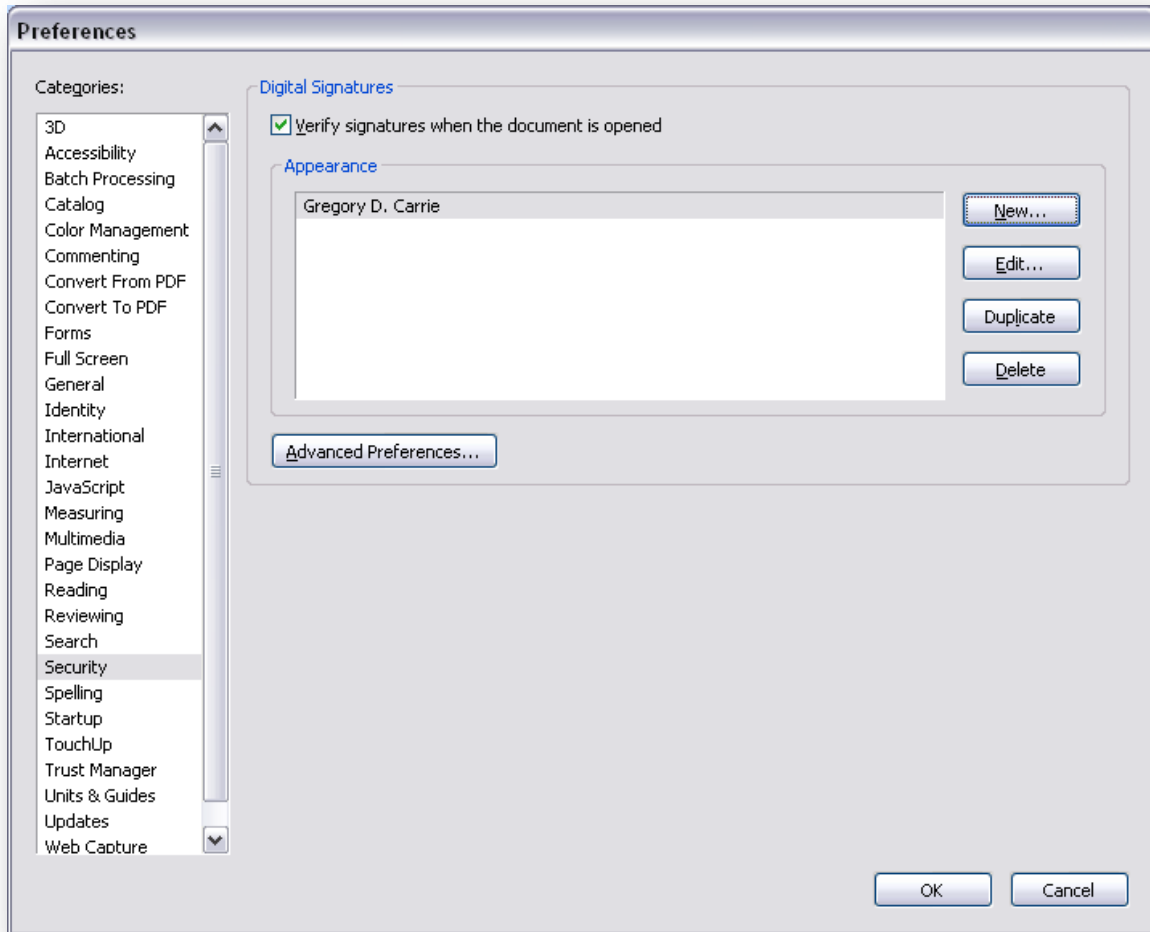 Preferences
Categories:
3D
Accessibility
Batch Processing
Catalog
Color Management
Commenting
Convert From PDF
Convert To PDF
Forms
Full Screen
General
Identity
International
Internet
JavaScript
Measuring
Multimedia
Page Display
Reading
Reviewing
Search
Security
Spelling
Startup
TouchUp
Trust Manager
Units & Guides
Updates
Web Capture
Digital Signatures
Verify signatures when the document is opened
Appearance
Gregory D. Carrie
New...
Edit...
Duplicate
Delete
Advanced Preferences...
OK
Cancel